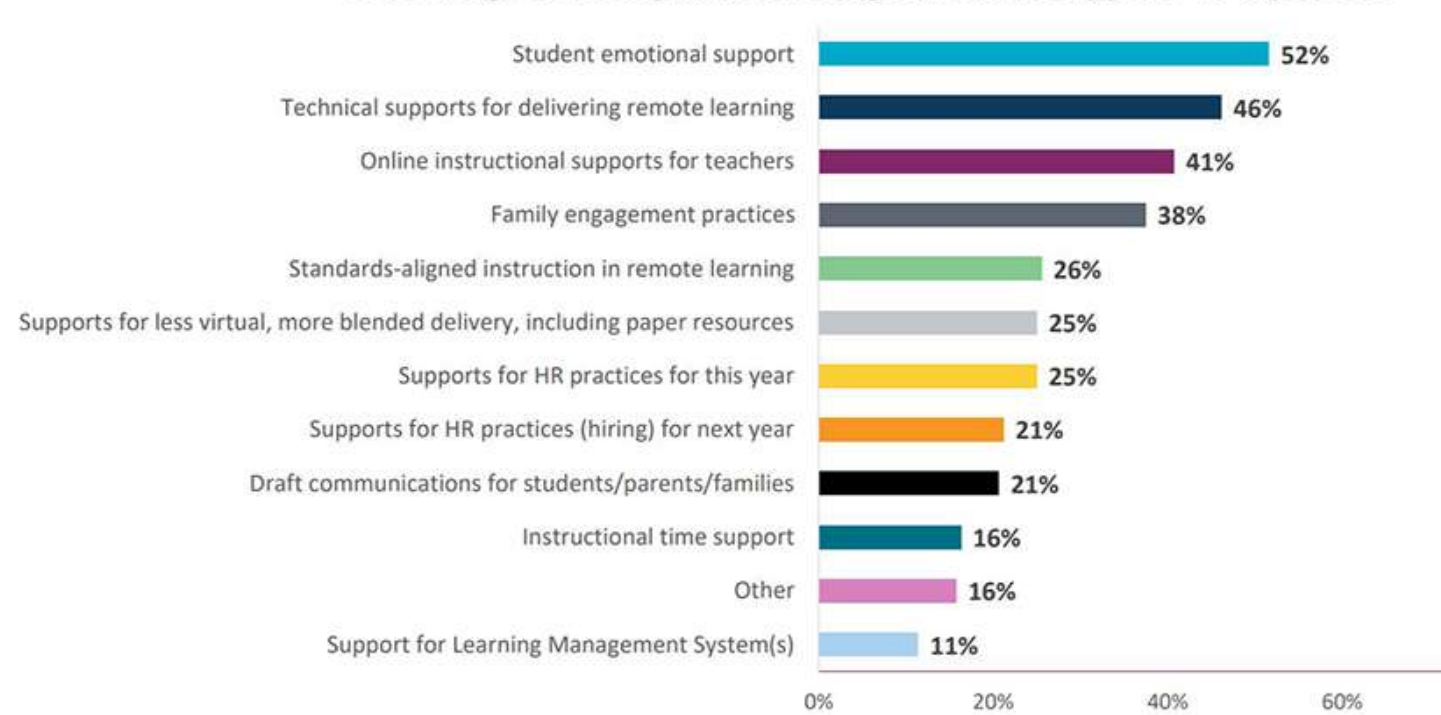 Student emotional support 52%
Technical supports for delivering remote learning 46%
Online instructional supports for teachers 41%
Family engagement practices 38%
Standards-aligned instruction in remote learning 26%
Supports for less virtual, more blended delivery, including paper resources 25%
Supports for HR practices for this year 25%
Supports for HR practices (hiring) for next year 21%
Draft communications for students/parents/families 21%
Instructional time support 16%
Other 16%
Support for Learning Management System(s) 11%
0% 20% 40% 60%